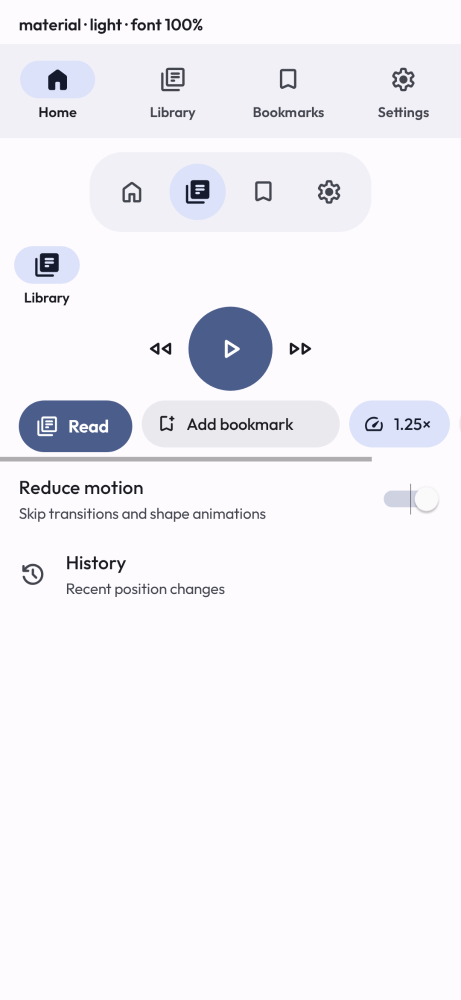 material · light · font 100%
Home
Library
Bookmarks
Settings
Library
Read
Add bookmark
1.25×
Reduce motion
Skip transitions and shape animations
History
Recent position changes